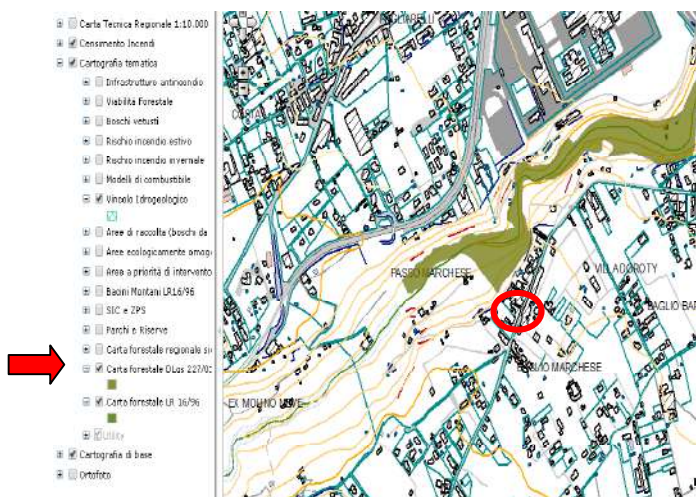 Carta Tecnica Regionale 1:10.000
Censimento Incendi
Cartografia tematica
Infrastrutture antincendio
Viabilità Forestale
Boschi vetusti
Rischio incendio estivo
Rischio incendio invernale
Modelli di combustibile
Vincolo Idrogeologico
Aree di raccolta (boschi da
Aree ecologicamente omog
Aree a priorità di intervento
Bacini Montani LR16/96
SIC e ZPS
Parchi e Riserve
Carta forestale regionale
Carta forestale DLgs 227/01
Carta forestale LR 16/96
Utility
Cartografia di base
Ortofoto
PASSO MARCHESE
VILLA DOROTY
BAGLIO
MARCHESE
EX MOLINO